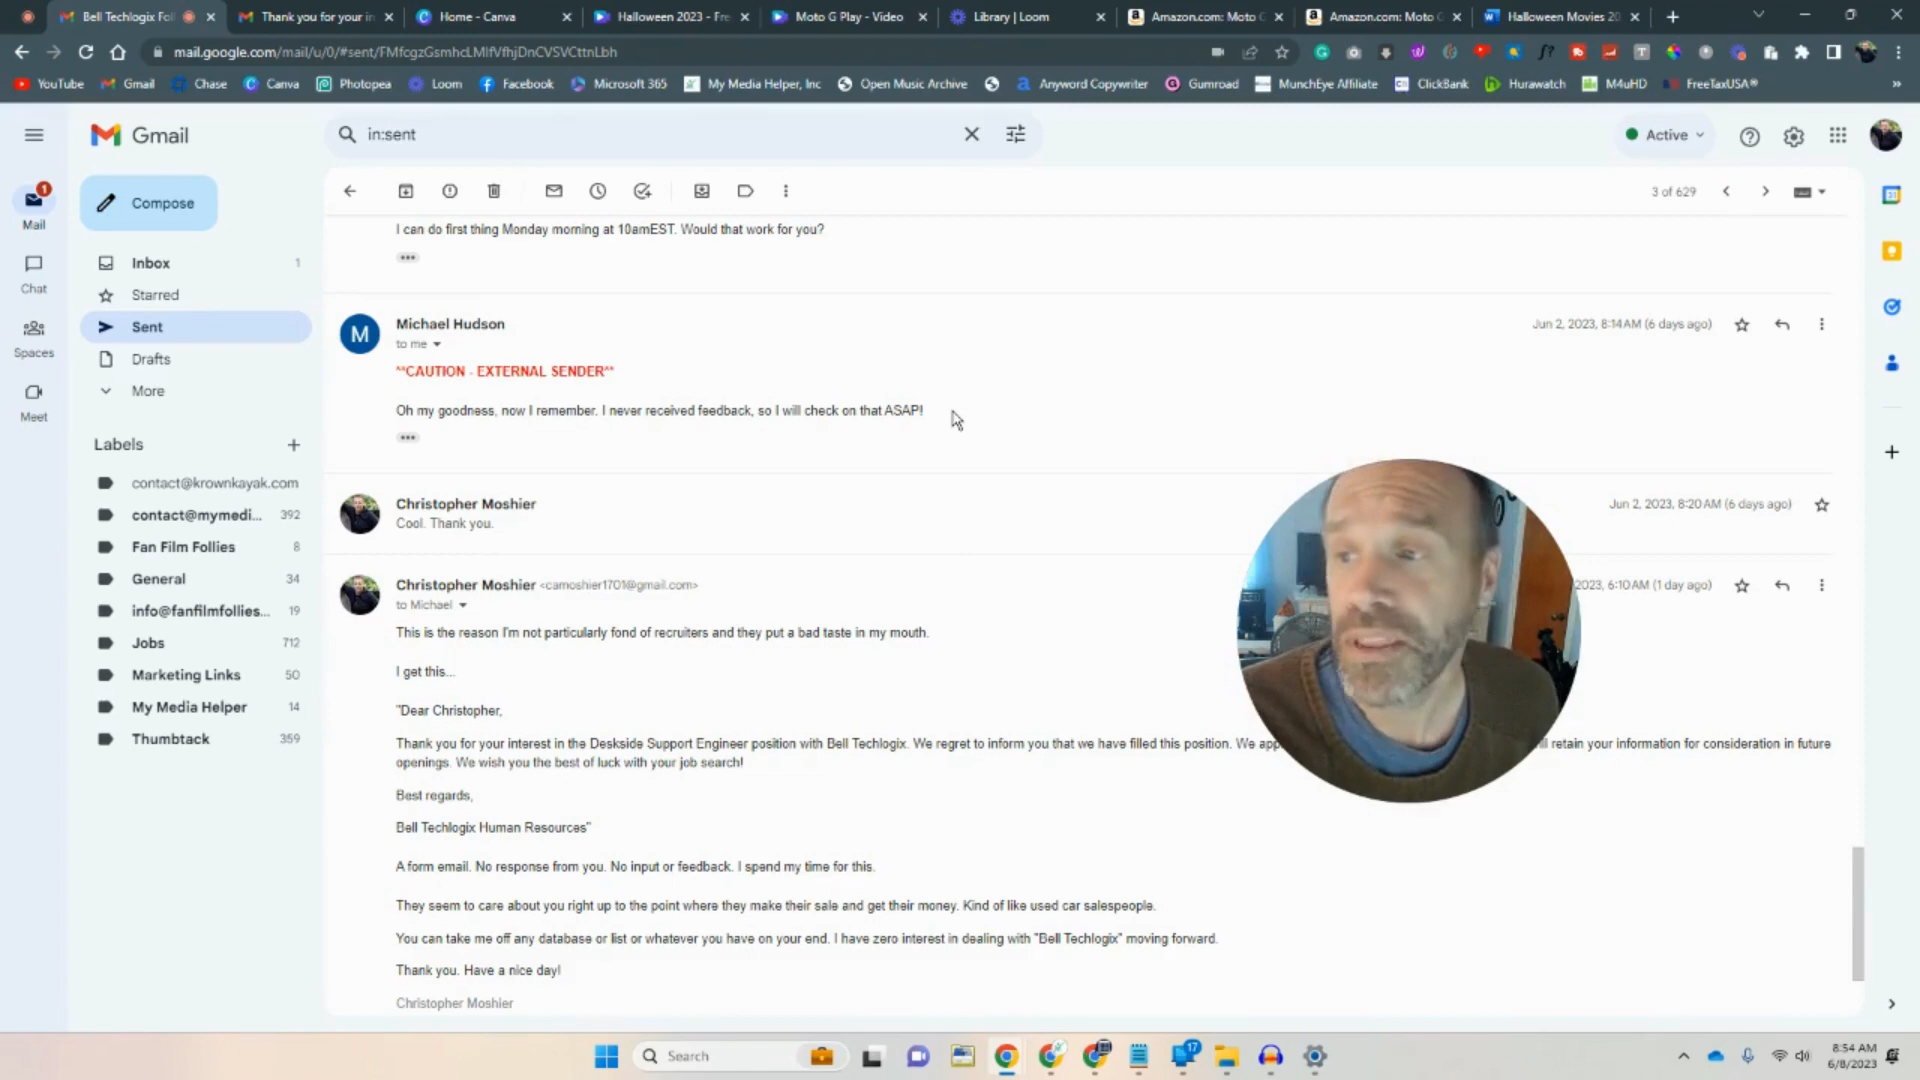 Bell Techlogix Fol
Thank you for your in
Home - Canva
Halloween 2023 - Fre
Moto G Play - Video
Library | Loom
Amazon.com: Moto G
Amazon.com: Moto G
Halloween Movies 20
mail.google.com/mail/u/0/#sent/FMfcgzGsmhcLMlfVfhjDnCVSVCttnLbh
YouTube
Gmail
Chase
Canva
Photopea
Loom
Facebook
Microsoft 365
My Media Helper, Inc
Open Music Archive
Anyword Copywriter
Gumroad
MunchEye Affiliate
ClickBank
Hurawatch
M4uHD
FreeTaxUSA®
Gmail
in:sent
Active
Compose
3 of 629
1
Mail
Chat
Spaces
Meet
Inbox 1
Starred
Sent
Drafts
More
Labels
contact@krownkayak.com
contact@mymedi... 392
Fan Film Follies 8
General 34
info@fanfilmfollies... 19
Jobs 712
Marketing Links 50
My Media Helper 14
Thumbtack 359
I can do first thing Monday morning at 10amEST. Would that work for you?
M
Michael Hudson
Jun 2, 2023, 8:14 AM (6 days ago)
to me
**CAUTION - EXTERNAL SENDER**
Oh my goodness, now I remember. I never received feedback, so I will check on that ASAP!
Christopher Moshier
Jun 2, 2023, 8:20 AM (6 days ago)
Cool. Thank you.
Christopher Moshier <camoshier1701@gmail.com>
2023, 6:10 AM (1 day ago)
to Michael
This is the reason I'm not particularly fond of recruiters and they put a bad taste in my mouth.
I get this...
"Dear Christopher,
Thank you for your interest in the Deskside Support Engineer position with Bell Techlogix. We regret to inform you that we have filled this position. We app
retain your information for consideration in future
openings. We wish you the best of luck with your job search!
Best regards,
Bell Techlogix Human Resources"
A form email. No response from you. No input or feedback. I spend my time for this.
They seem to care about you right up to the point where they make their sale and get their money. Kind of like used car salespeople.
You can take me off any database or list or whatever you have on your end. I have zero interest in dealing with "Bell Techlogix" moving forward.
Thank you. Have a nice day!
Christopher Moshier
Search
17
8:54 AM
6/8/2023